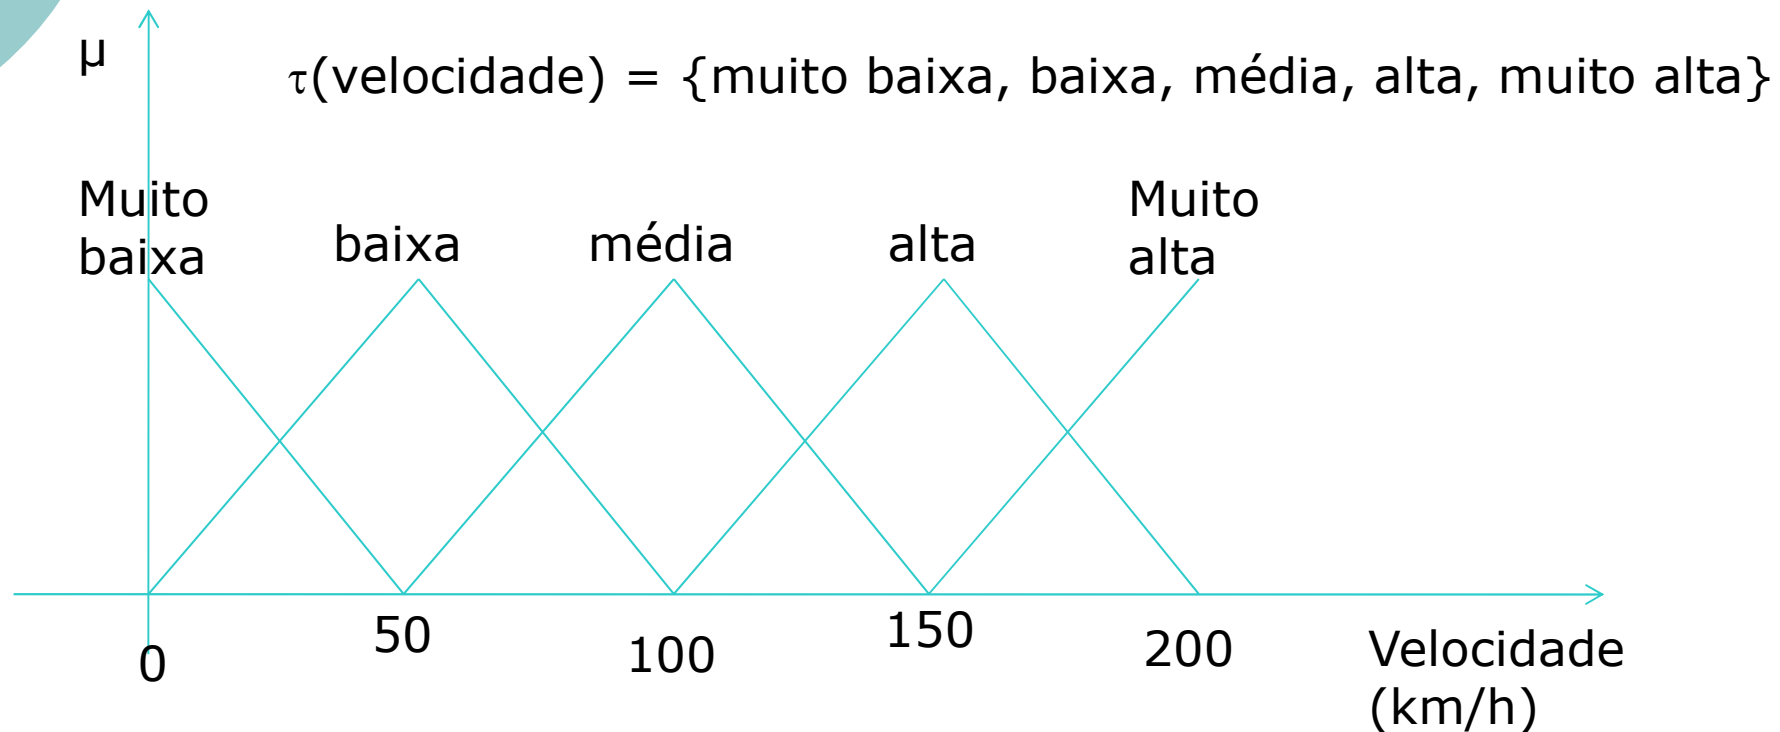 μ
τ(velocidade) = {muito baixa, baixa, média, alta, muito alta}
Muito
baixa
baixa
média
alta
Muito
alta
0
50
100
150
200
Velocidade
(km/h)